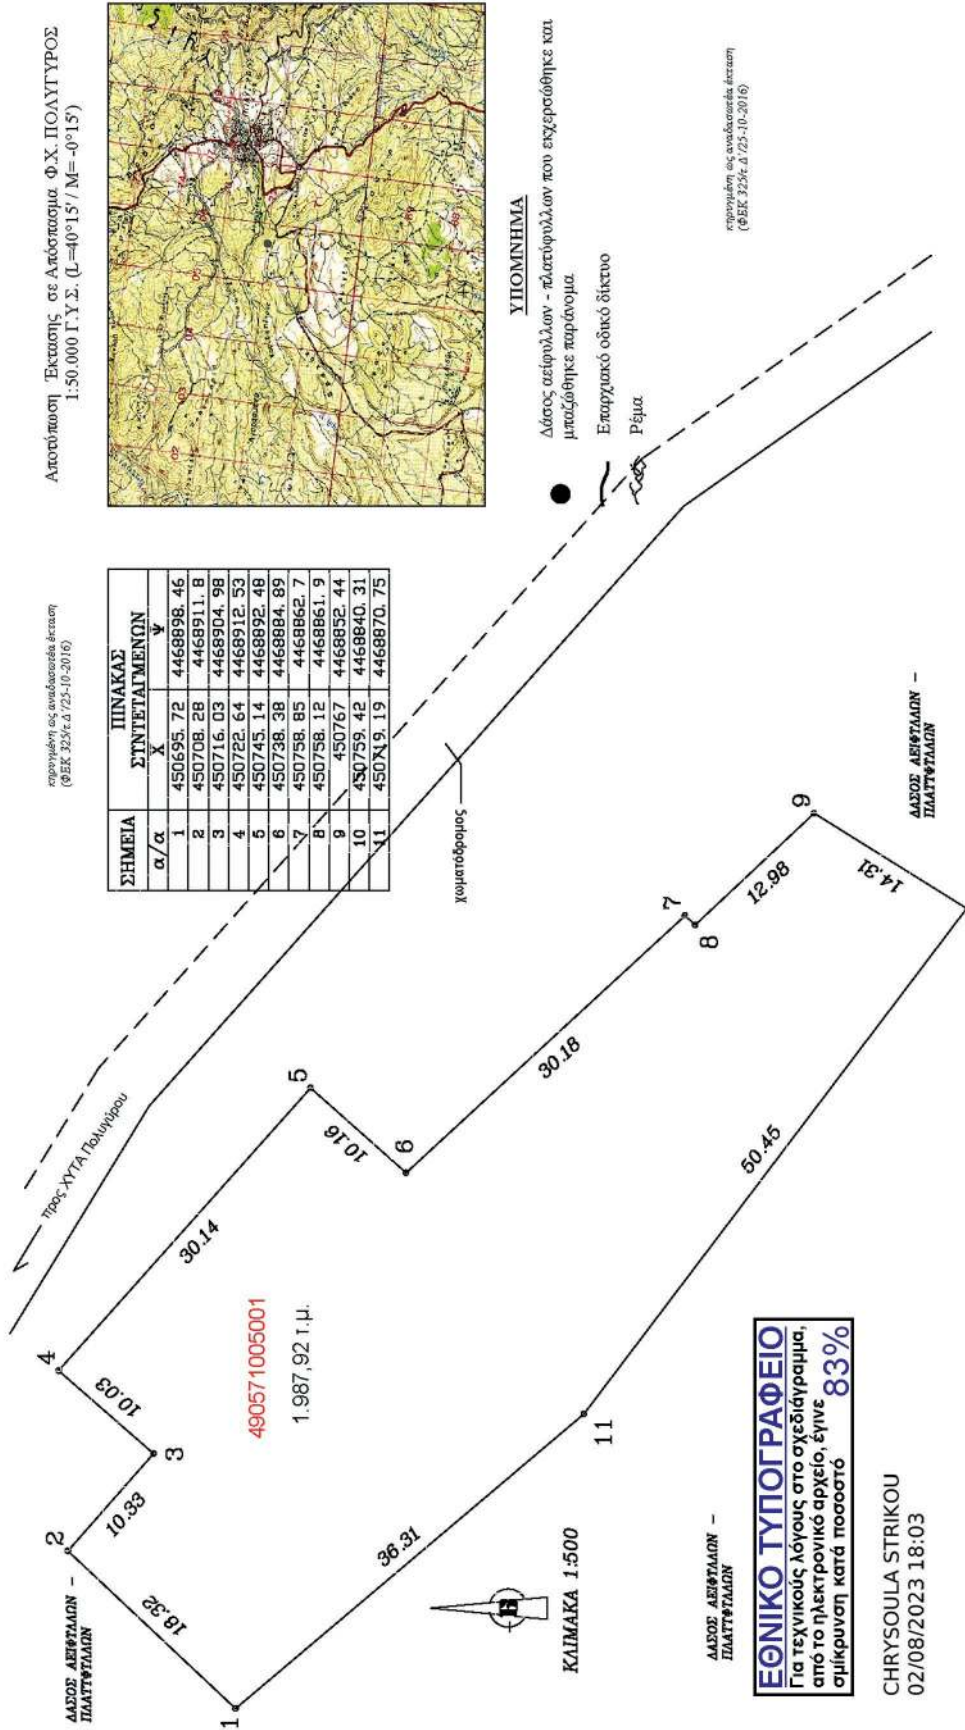 Αποτύπωση Έκτασης σε Απόσπασμα Φ.Χ. ΠΟΛΥΓΥΡΟΣ
1:50.000 Γ.Υ.Σ. (L=40°15' / M= -0°15')
κηρυγμένη ως αναδασωτέα έκταση
(ΦΕΚ 325/τ.Δ΄/25-10-2016)
ΣΗΜΕΙΑ ΠΙΝΑΚΑΣ ΣΥΝΤΕΤΑΓΜΕΝΩΝ
α/α Χ Ψ
1 450695.72 4468898.46
2 450708.28 4468911.8
3 450716.03 4468904.98
4 450722.64 4468912.53
5 450745.14 4468892.48
6 450738.38 4468884.89
7 450758.85 4468862.7
8 450758.12 4468861.9
9 450767 4468852.44
10 450759.42 4468840.31
11 450719.19 4468870.75
ΥΠΟΜΝΗΜΑ
Δάσος αείφυλλων - πλατύφυλλων που εκχερσώθηκε και
μπαζώθηκε παράνομα
Επαρχιακό οδικό δίκτυο
Ρέμα
κηρυγμένη ως αναδασωτέα έκταση
(ΦΕΚ 325/τ.Δ΄/25-10-2016)
προς ΧΥΤΑ Πολυγύρου
χωματόδρομος
ΔΑΣΟΣ ΑΕΙΦΥΛΛΩΝ -
ΠΛΑΤΥΦΥΛΛΩΝ
1
18.32
2
10.33
3
10.03
4
30.14
5
10.16
6
30.18
7
8
12.98
9
14.31
50.45
11
36.31
490571005001
1.987,92 τ.μ.
ΔΑΣΟΣ ΑΕΙΦΥΛΛΩΝ -
ΠΛΑΤΥΦΥΛΛΩΝ
Β
ΚΛΙΜΑΚΑ 1:500
ΔΑΣΟΣ ΑΕΙΦΥΛΛΩΝ -
ΠΛΑΤΥΦΥΛΛΩΝ
ΕΘΝΙΚΟ ΤΥΠΟΓΡΑΦΕΙΟ
Για τεχνικούς λόγους στο σχεδιάγραμμα,
από το ηλεκτρονικό αρχείο, έγινε
σμίκρυνση κατά ποσοστό 83%
CHRYSOULA STRIKOU
02/08/2023 18:03